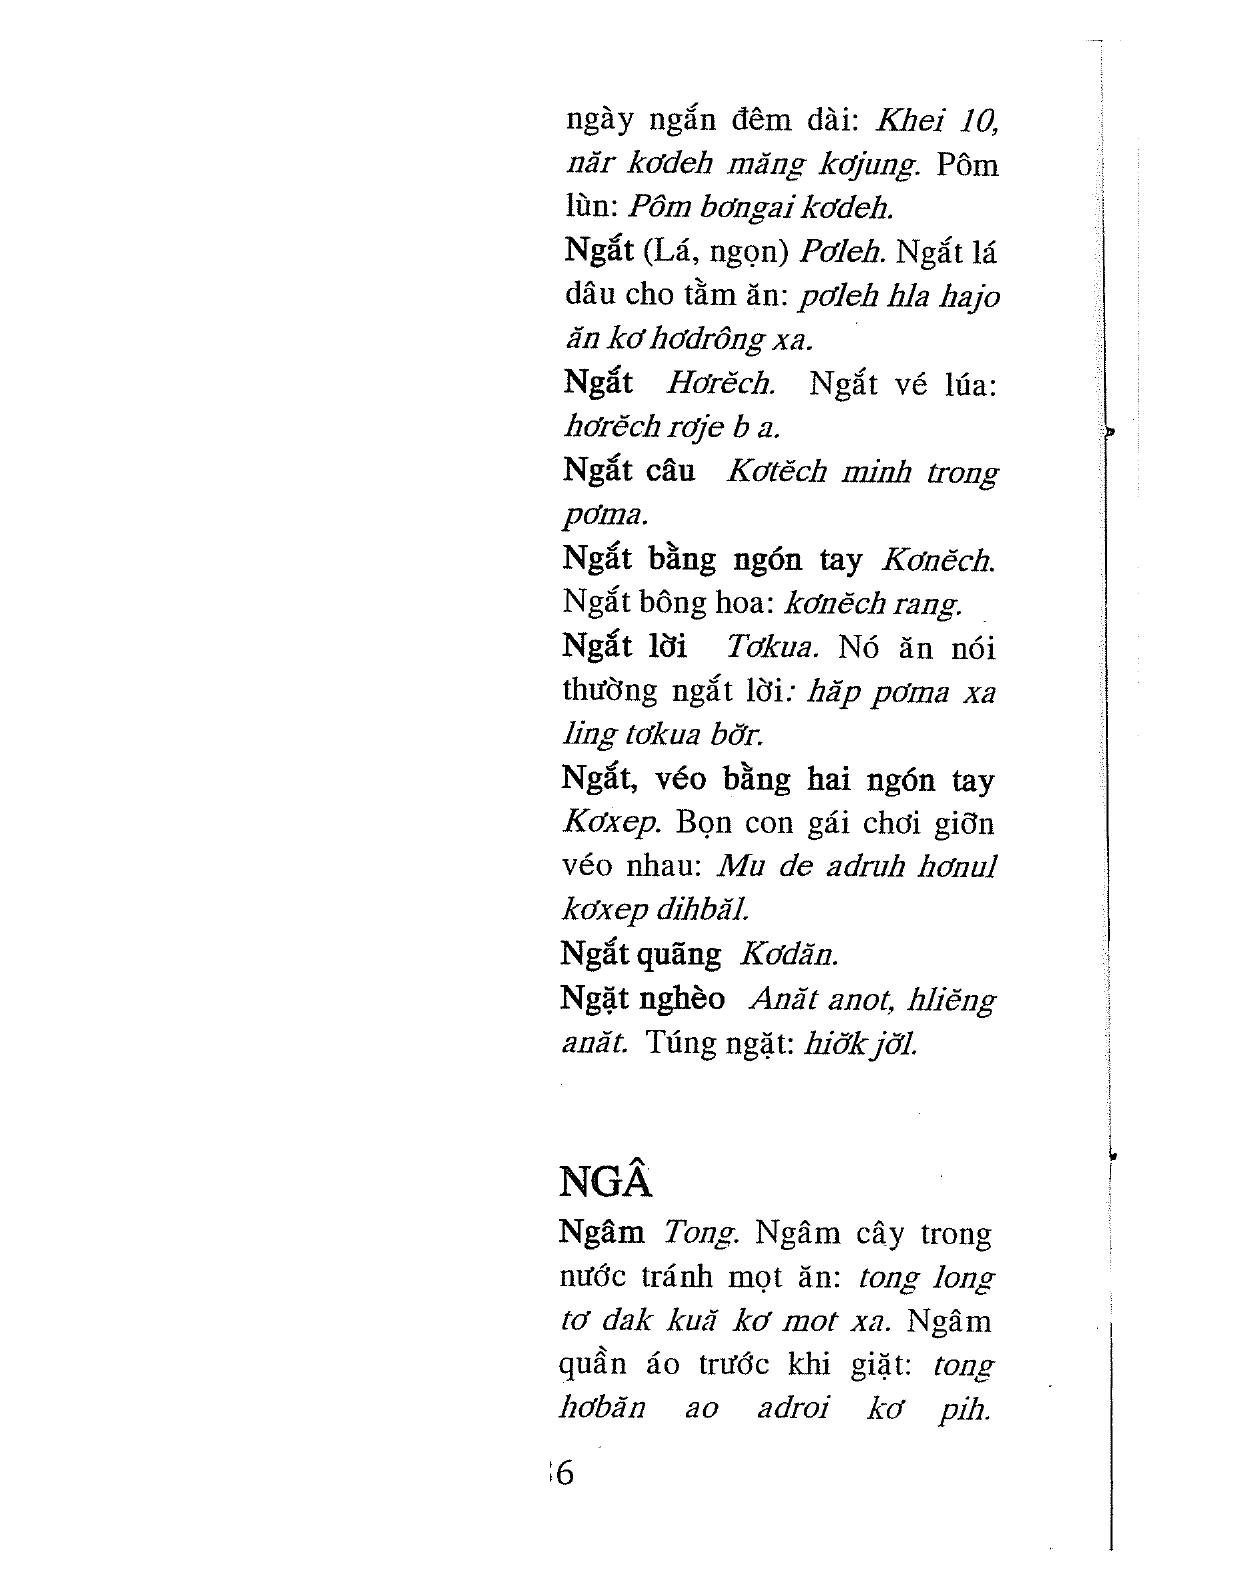 ngày ngắn đêm dài: Khei 10,
năr kơdeh măng kơjung. Pôm
lùn: Pôm bơngai kơdeh.
Ngắt (Lá, ngọn) Pơleh. Ngắt lá
dâu cho tằm ăn: pơleh hla hajo
ăn kơ hơdrông xa.
Ngắt Hơrĕch. Ngắt vé lúa:
hơrĕch rơje b a.
Ngắt câu Kơtĕch minh trong
pơma.
Ngắt bằng ngón tay Kơnĕch.
Ngắt bông hoa: kơnĕch rang.
Ngắt lời Tơkua. Nó ăn nói
thường ngắt lời: hăp pơma xa
ling tơkua bơ̆r.
Ngắt, véo bằng hai ngón tay
Kơxep. Bọn con gái chơi giỡn
véo nhau: Mu de adruh hơnul
kơxep dihbăl.
Ngắt quãng Kơdăn.
Ngặt nghèo Anăt anot, hliĕng
anăt. Túng ngặt: hiơ̆k jơ̆l.
NGÂ
Ngâm Tong. Ngâm cây trong
nước tránh mọt ăn: tong long
tơ dak kuă kơ mot xa. Ngâm
quần áo trước khi giặt: tong
hơbăn ao adroi kơ pih.
6